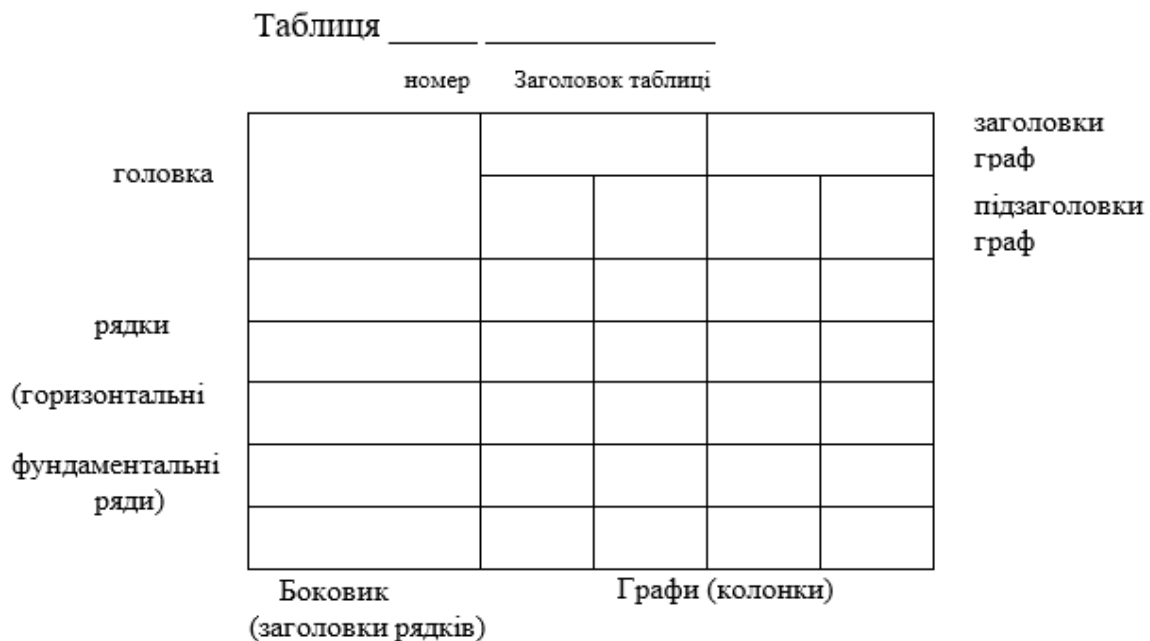 Таблиця _____ _____________
номер Заголовок таблиці
заголовки
граф
головка
підзаголовки
граф
рядки
(горизонтальні
фундаментальні
ряди)
Боковик
(заголовки рядків)
Графи (колонки)